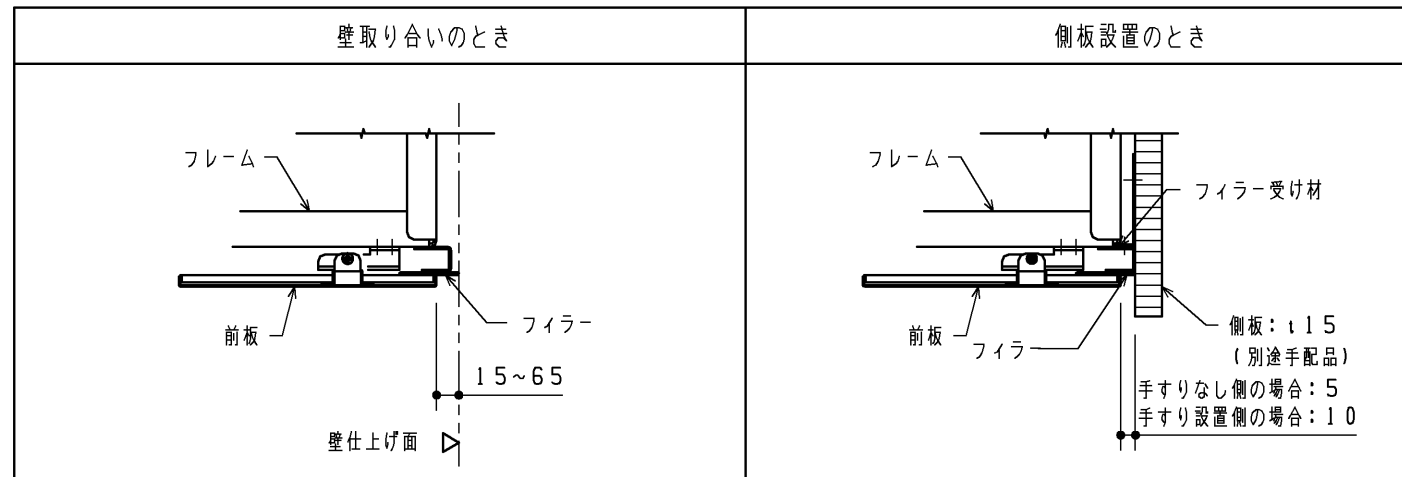 壁取り合いのとき
側板設置のとき
フレーム
フィラー
前板
15~65
壁仕上げ面
フレーム
フィラー受け材
前板
フィラ
側板：t15
（別途手配品）
手すりなし側の場合：5
手すり設置側の場合：10